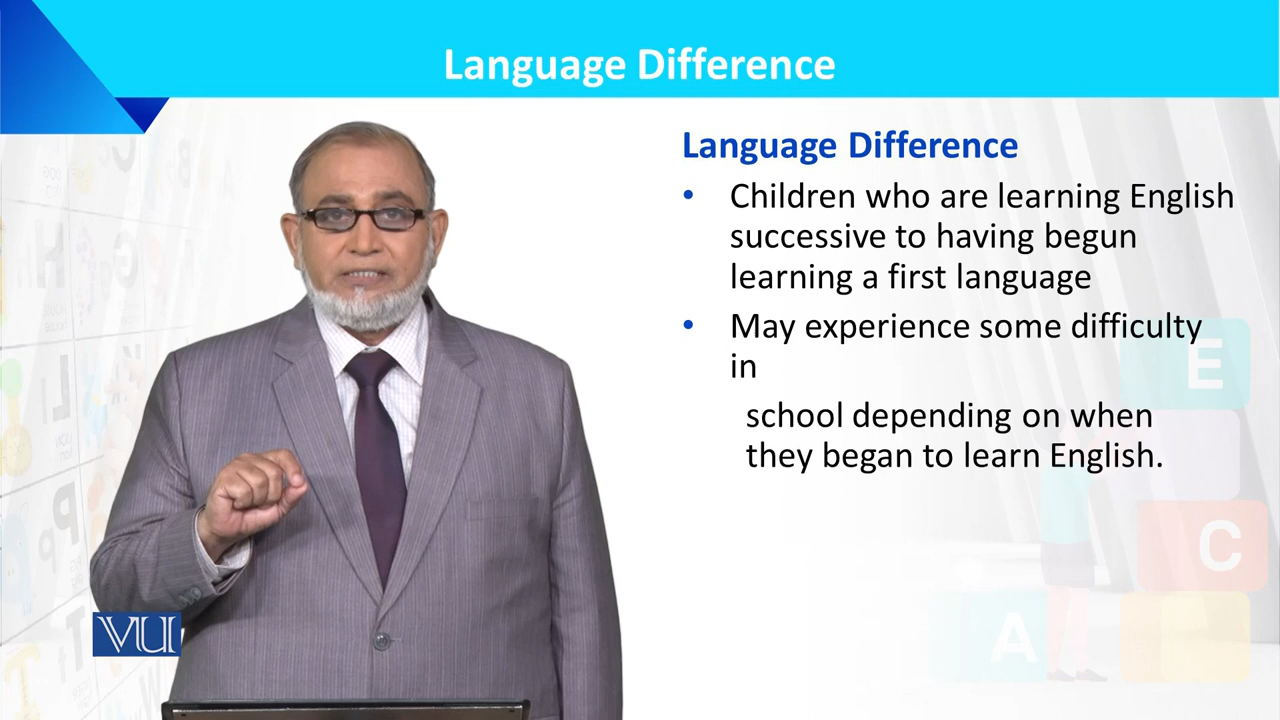 Language Difference
Language Difference
• Children who are learning English
successive to having begun
learning a first language
• May experience some difficulty
in
school depending on when
they began to learn English.
VU
E
C
A